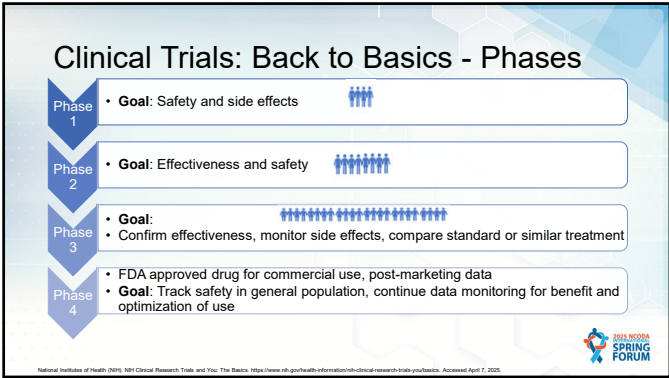 Clinical Trials: Back to Basics - Phases
Phase
1
• Goal: Safety and side effects
Phase
2
• Goal: Effectiveness and safety
Phase
3
• Goal:
• Confirm effectiveness, monitor side effects, compare standard or similar treatment
Phase
4
• FDA approved drug for commercial use, post-marketing data
• Goal: Track safety in general population, continue data monitoring for benefit and
optimization of use
2025 NCODA
INTERNATIONAL
SPRING
FORUM
National Institutes of Health (NIH). NIH Clinical Research Trials and You: The Basics. https://www.nih.gov/health-information/nih-clinical-research-trials-you/basics. Accessed April 7, 2025.